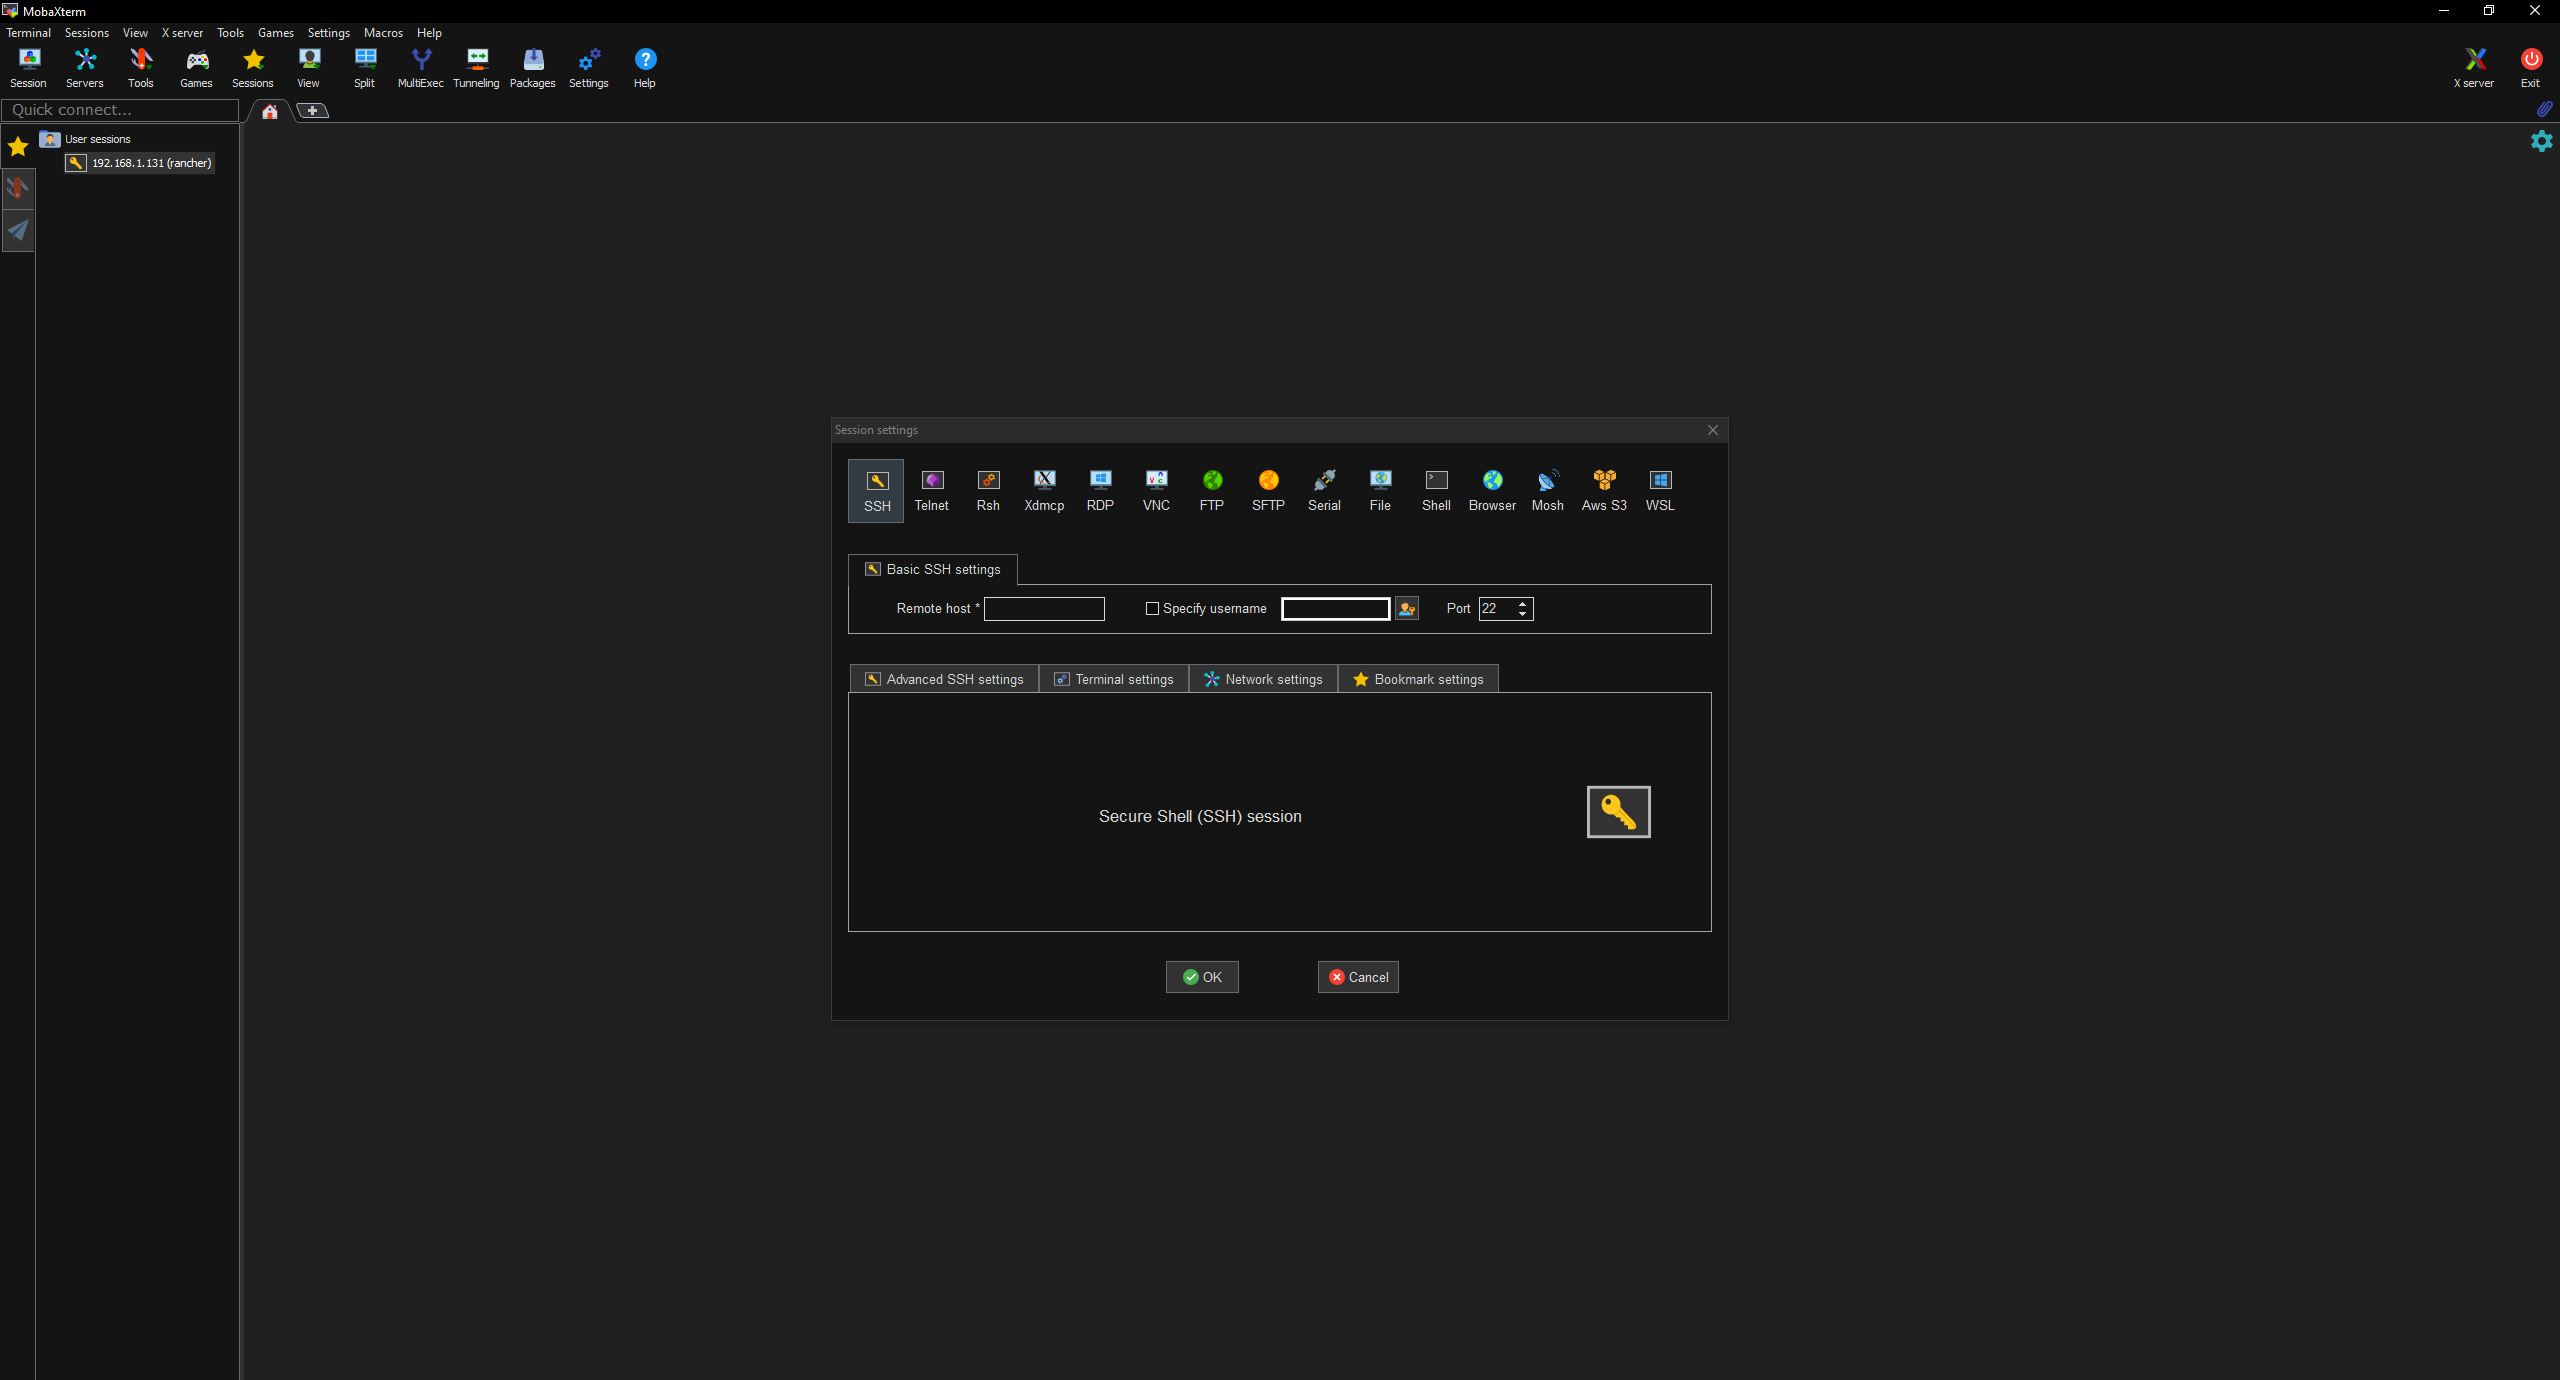 MobaXterm
Terminal Sessions View X server Tools Games Settings Macros Help
Session Servers Tools Games Sessions View Split MultiExec Tunneling Packages Settings Help X server Exit
Quick connect...
User sessions
192.168.1.131 (rancher)
Session settings
SSH Telnet Rsh Xdmcp RDP VNC FTP SFTP Serial File Shell Browser Mosh Aws S3 WSL
Basic SSH settings
Remote host * Specify username Port 22
Advanced SSH settings Terminal settings Network settings Bookmark settings
Secure Shell (SSH) session
OK Cancel